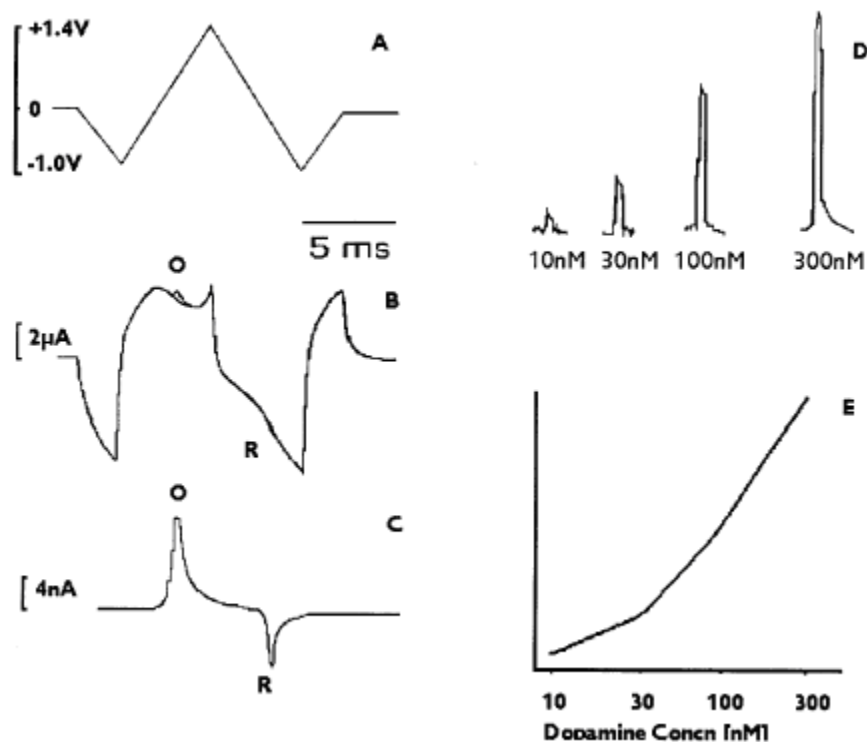 +1.4V
A
0
-1.0V
5 ms
O
B
[ 2µA
R
O
C
[ 4nA
R
D
10nM 30nM 100nM 300nM
E
10 30 100 300
Dopamine Concn [nM]